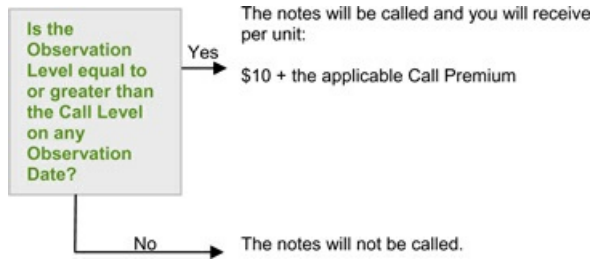 Is the
Observation
Level equal to
or greater than
the Call Level
on any
Observation
Date?
Yes
The notes will be called and you will receive
per unit:
$10 + the applicable Call Premium
No
The notes will not be called.